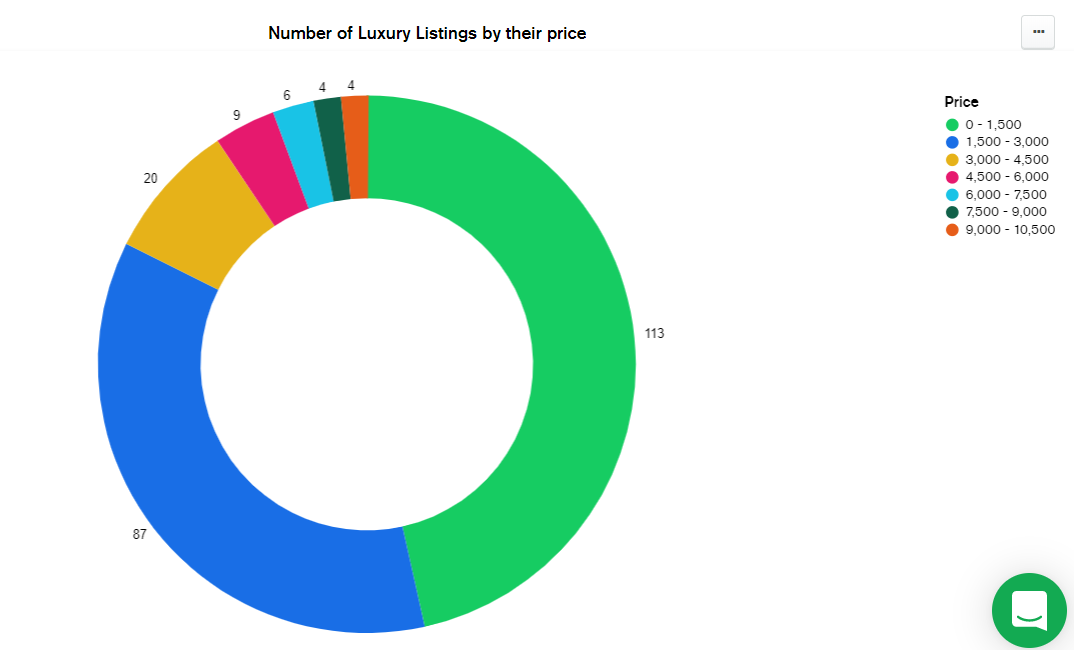 Number of Luxury Listings by their price
...
Price
0 - 1,500
1,500 - 3,000
3,000 - 4,500
4,500 - 6,000
6,000 - 7,500
7,500 - 9,000
9,000 - 10,500
4
4
6
9
20
113
87